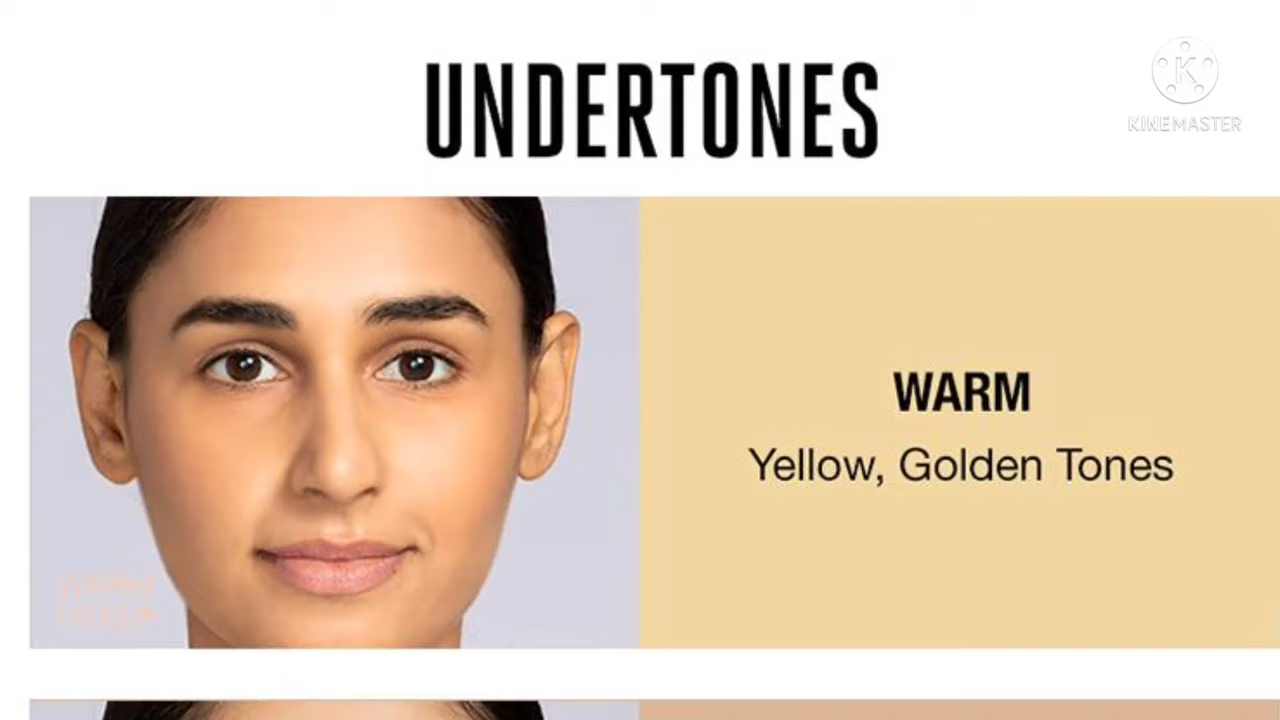 UNDERTONES
K
KINEMASTER
WARM
Yellow, Golden Tones